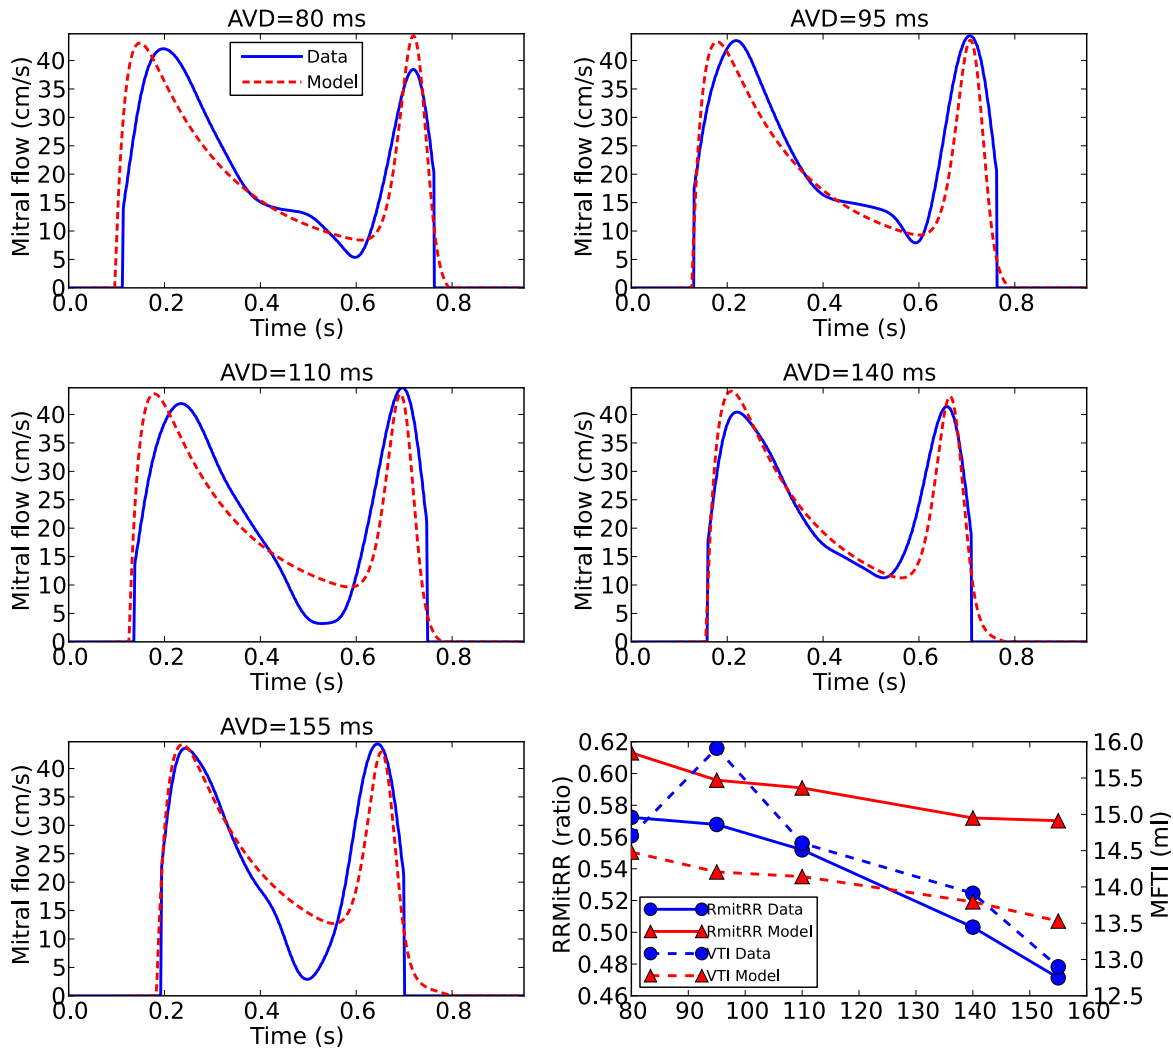 AVD=80 ms
Mitral flow (cm/s)
40
35
30
25
20
15
10
5
0
Data
Model
0.0 0.2 0.4 0.6 0.8
Time (s)
AVD=95 ms
Mitral flow (cm/s)
40
35
30
25
20
15
10
5
0
0.0 0.2 0.4 0.6 0.8
Time (s)
AVD=110 ms
Mitral flow (cm/s)
40
35
30
25
20
15
10
5
0
0.0 0.2 0.4 0.6 0.8
Time (s)
AVD=140 ms
Mitral flow (cm/s)
40
35
30
25
20
15
10
5
0
0.0 0.2 0.4 0.6 0.8
Time (s)
AVD=155 ms
Mitral flow (cm/s)
40
35
30
25
20
15
10
5
0
0.0 0.2 0.4 0.6 0.8
Time (s)
RRMitRR (ratio)
0.62
0.60
0.58
0.56
0.54
0.52
0.50
0.48
0.46
RmitRR Data
RmitRR Model
VTI Data
VTI Model
80 90 100 110 120 130 140 150 160
16.0
15.5
15.0
14.5
14.0
13.5
13.0
12.5
MFTI (ml)